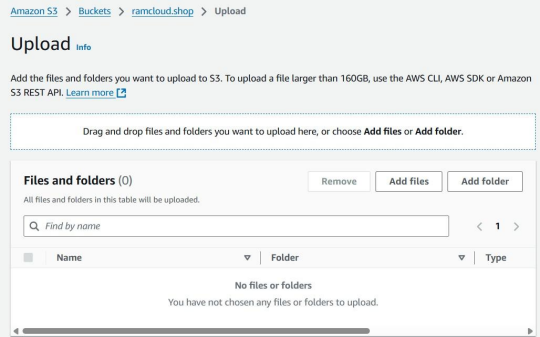 Amazon S3 > Buckets > ramcloud.shop > Upload
Upload Info
Add the files and folders you want to upload to S3. To upload a file larger than 160GB, use the AWS CLI, AWS SDK or Amazon
S3 REST API. Learn more
Drag and drop files and folders you want to upload here, or choose Add files or Add folder.
Files and folders (0)
Remove
Add files
Add folder
All files and folders in this table will be uploaded.
Find by name
< 1 >
Name
Folder
Type
No files or folders
You have not chosen any files or folders to upload.